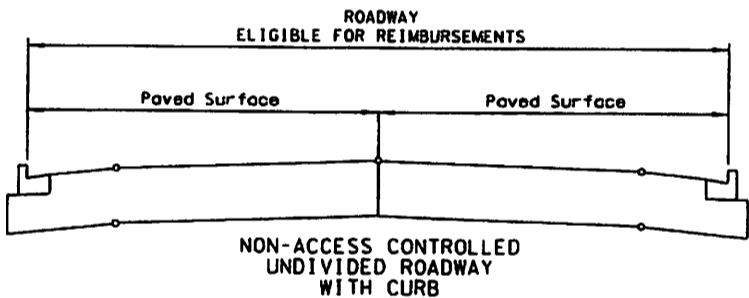 ROADWAY
ELIGIBLE FOR REIMBURSEMENTS
Paved Surface Paved Surface
NON-ACCESS CONTROLLED
UNDIVIDED ROADWAY
WITH CURB